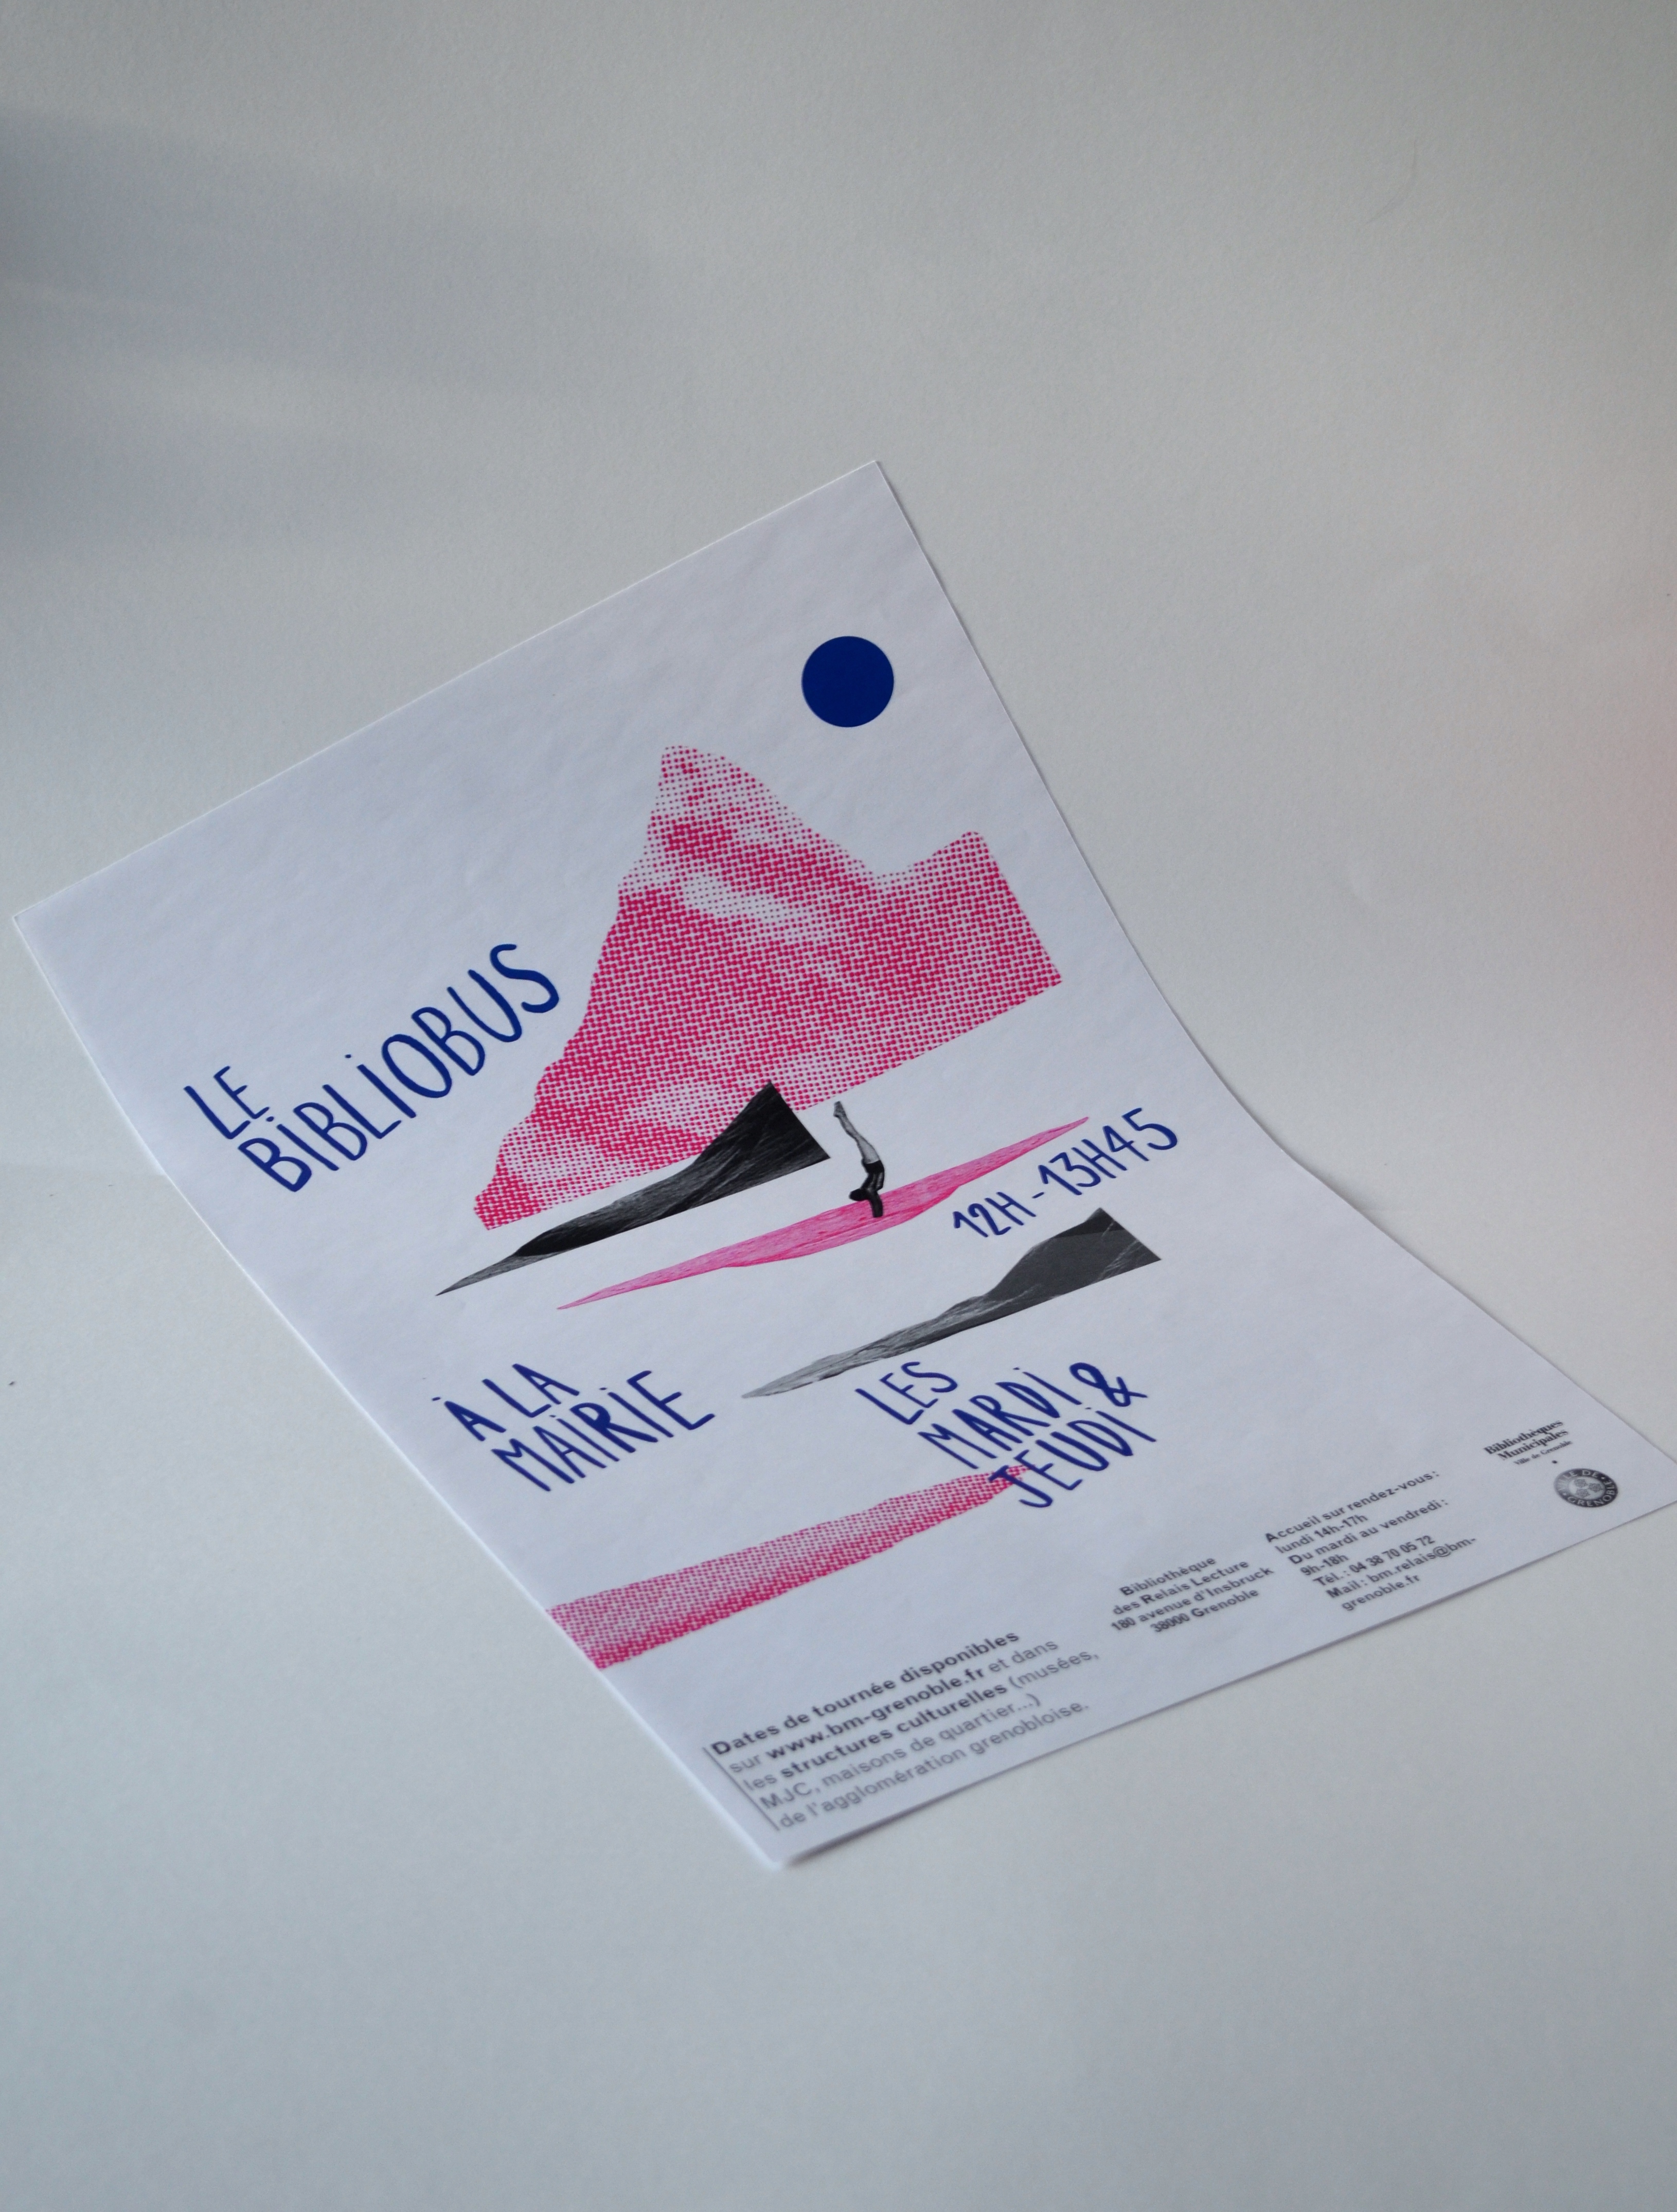 LE
BIBLIOBUS
12H - 13H45
À LA
MAIRIE
LES
MARDI &
JEUDI
Dates de tournée disponibles
sur www.bm-grenoble.fr et dans
les structures culturelles (musées,
MJC, maisons de quartier...)
de l'agglomération grenobloise.
Bibliothèque
des Relais Lecture
180 avenue d'Insbruck
38000 Grenoble
Accueil sur rendez-vous :
lundi 14h-17h
Du mardi au vendredi :
9h-18h
Tél. : 04 38 70 05 72
Mail : bm.relais@bm-
grenoble.fr
Bibliothèques
Municipales
Ville de Grenoble
VILLE DE GRENOBLE